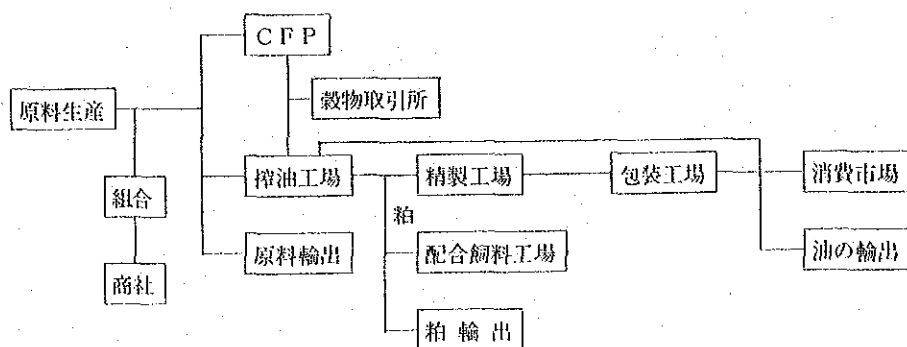 CFP
穀物取引所
原料生産
搾油工場
精製工場
包装工場
消費市場
組合
粕
原料輸出
配合飼料工場
油の輸出
商社
粕輸出